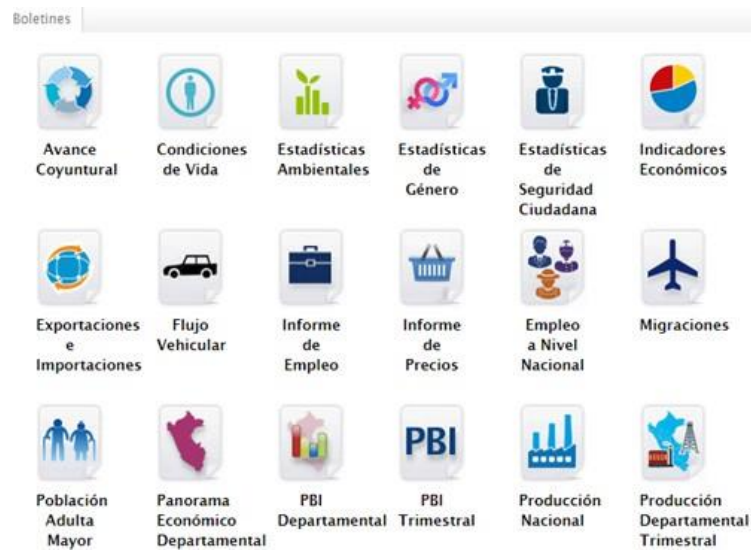 Boletines
Avance
Coyuntural
Condiciones
de Vida
Estadísticas
Ambientales
Estadísticas
de
Género
Estadísticas
de
Seguridad
Ciudadana
Indicadores
Económicos
Exportaciones
e
Importaciones
Flujo
Vehicular
Informe
de
Empleo
Informe
de
Precios
Empleo
a Nivel
Nacional
Migraciones
Población
Adulta
Mayor
Panorama
Económico
Departamental
PBI
Departamental
PBI
PBI
Trimestral
Producción
Nacional
Producción
Departamental
Trimestral